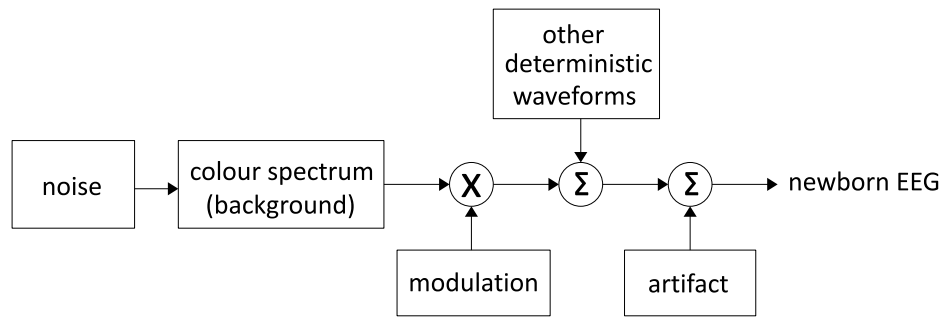 other
deterministic
waveforms
noise
colour spectrum
(background)
X
Σ
Σ
newborn EEG
modulation
artifact